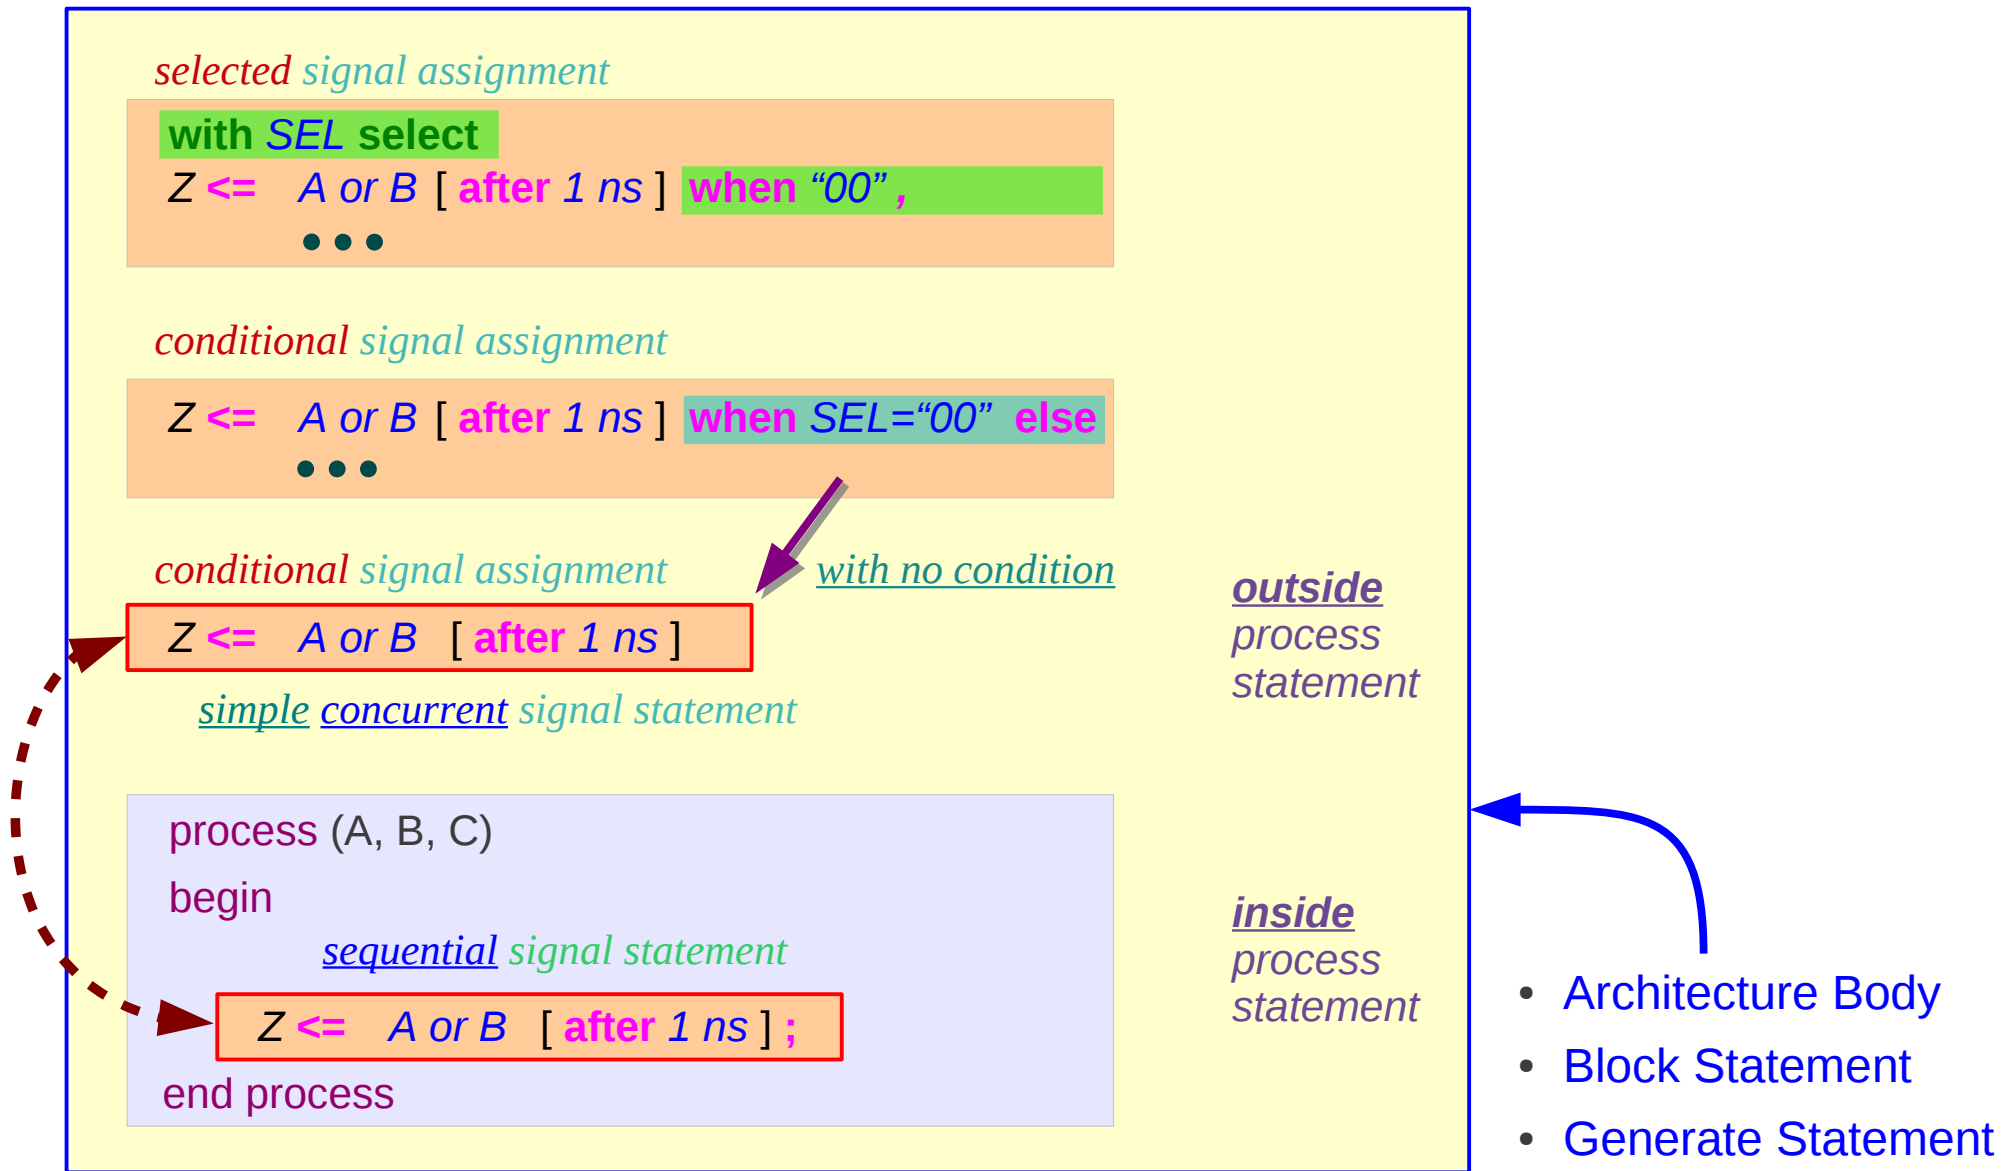 selected signal assignment
with SEL select
Z <= A or B [ after 1 ns ] when “00” ,
conditional signal assignment
Z <= A or B [ after 1 ns ] when SEL=“00” else
conditional signal assignment with no condition
Z <= A or B [ after 1 ns ]
simple concurrent signal statement
outside
process
statement
process (A, B, C)
begin
sequential signal statement
Z <= A or B [ after 1 ns ] ;
end process
inside
process
statement
• Architecture Body
• Block Statement
• Generate Statement